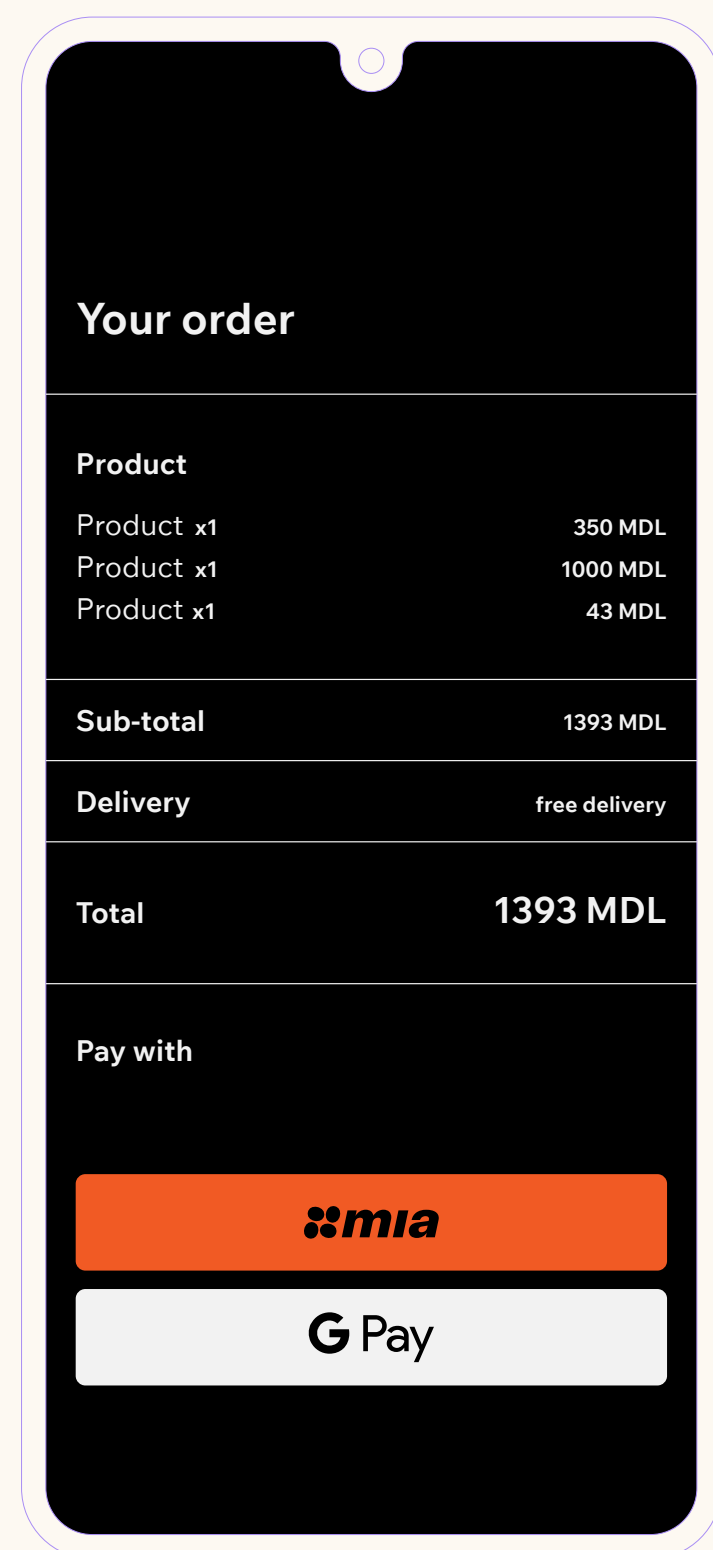 Your order
Product
Product x1 350 MDL
Product x1 1000 MDL
Product x1 43 MDL
Sub-total 1393 MDL
Delivery free delivery
Total 1393 MDL
Pay with
mia
G Pay